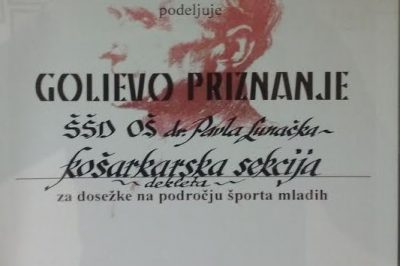 podeljuje
GOLIEVO PRIZNANJE
ŠŠD OŠ dr. Pavla Lunačka
košarkarska sekcija
~ dekleta ~
za dosežke na področju športa mladih